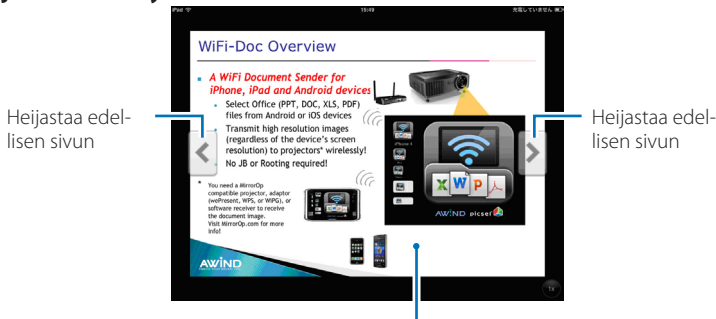 iPad
15:49
充電していません
WiFi-Doc Overview
A WiFi Document Sender for
iPhone, iPad and Android devices
Select Office (PPT, DOC, XLS, PDF)
files from Android or iOS devices
Transmit high resolution images
(regardless of the device's screen
resolution) to projectors* wirelessly!
No JB or Rooting required!
* You need a MirrorOp
compatible projector, adaptor
(wePresent, WPS, or WiPG), or
software receiver to receive
the document image.
Visit MirrorOp.com for more
info!
Heijastaa edel-
lisen sivun
Heijastaa edel-
lisen sivun
iPhone 4
X W P
AWIND picsel
AWIND
TX